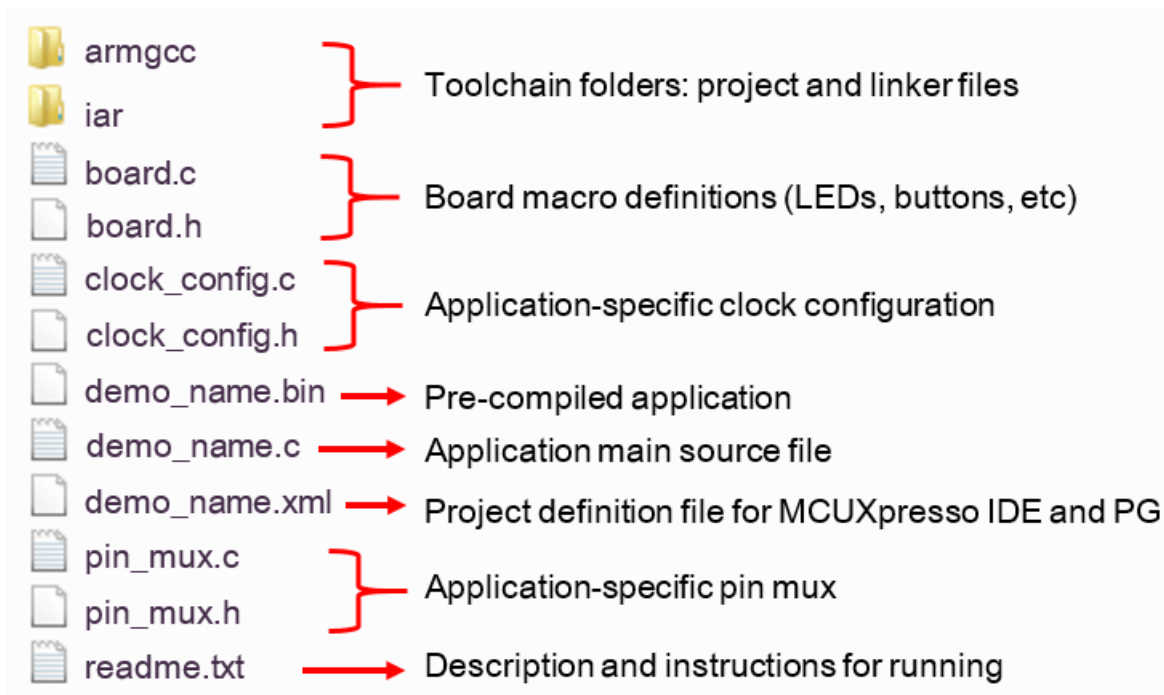 armgcc
Toolchain folders: project and linker files
iar
board.c
Board macro definitions (LEDs, buttons, etc)
board.h
clock_config.c
Application-specific clock configuration
clock_config.h
demo_name.bin
Pre-compiled application
demo_name.c
Application main source file
demo_name.xml
Project definition file for MCUXpresso IDE and PG
pin_mux.c
Application-specific pin mux
pin_mux.h
readme.txt
Description and instructions for running